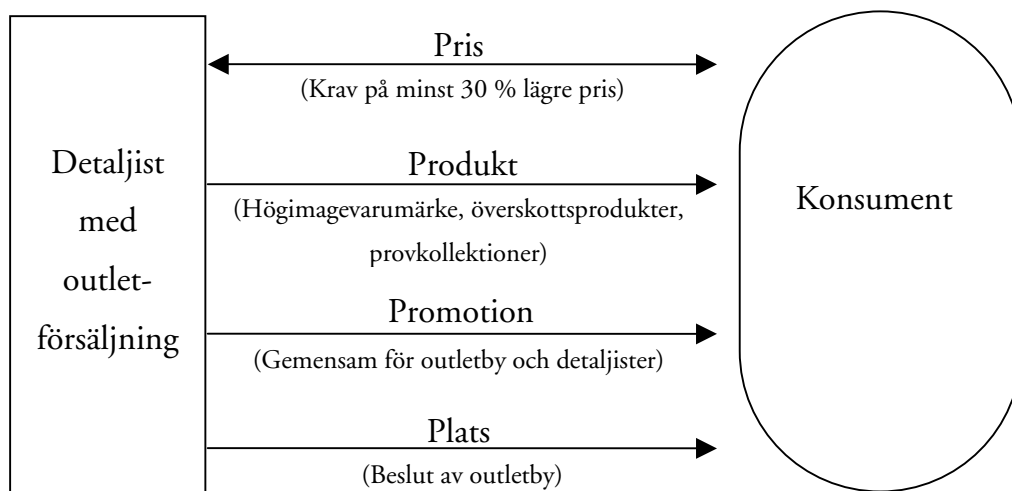 Detaljist
med
outlet-
försäljning
Pris
(Krav på minst 30 % lägre pris)
Produkt
(Högimagevarumärke, överskottsprodukter,
provkollektioner)
Promotion
(Gemensam för outletby och detaljister)
Plats
(Beslut av outletby)
Konsument